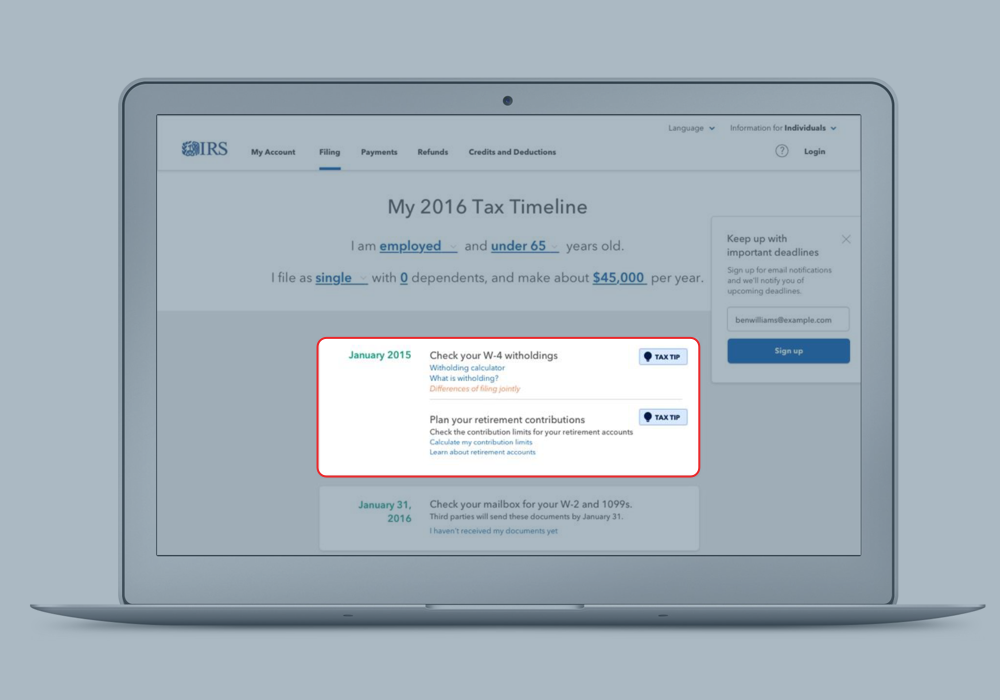 Language
Information for Individuals
IRS
My Account
Filing
Payments
Refunds
Credits and Deductions
?
Login
My 2016 Tax Timeline
I am employed and under 65 years old.
I file as single with 0 dependents, and make about $45,000 per year.
Keep up with
important deadlines
Sign up for email notifications
and we'll notify you of
upcoming deadlines.
benwilliams@example.com
Sign up
January 2015
Check your W-4 witholdings
TAX TIP
Witholding calculator
What is witholding?
Differences of filing jointly
Plan your retirement contributions
TAX TIP
Check the contribution limits for your retirement accounts
Calculate my contribution limits
Learn about retirement accounts
January 31,
2016
Check your mailbox for your W-2 and 1099s.
Third parties will send these documents by January 31.
I haven't received my documents yet